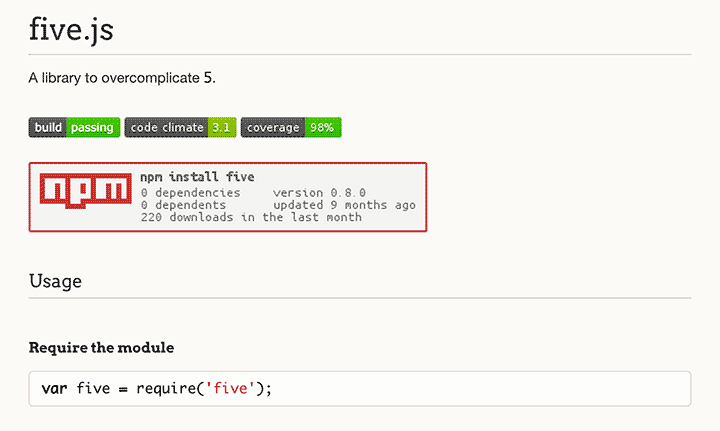 five.js
A library to overcomplicate 5.
build passing code climate 3.1 coverage 98%
npm
npm install five
0 dependencies version 0.8.0
0 dependents updated 9 months ago
220 downloads in the last month
Usage
Require the module
var five = require('five');